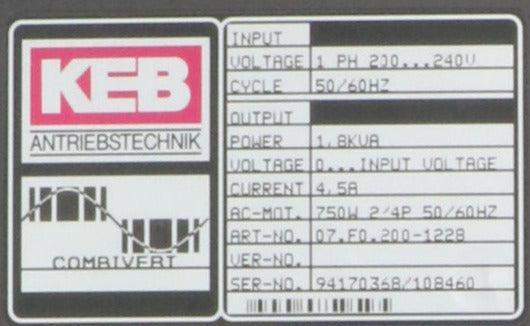 KEB
ANTRIEBSTECHNIK
COMBIVERT
INPUT
VOLTAGE 1 PH 200...240V
CYCLE 50/60HZ
OUTPUT
POWER 1,8KVA
VOLTAGE 0...INPUT VOLTAGE
CURRENT 4,5A
AC-MOT. 750W 2/4P 50/60HZ
ART-NO. 07.F0.200-1228
VER-NO.
SER-NO. 94170368/108460